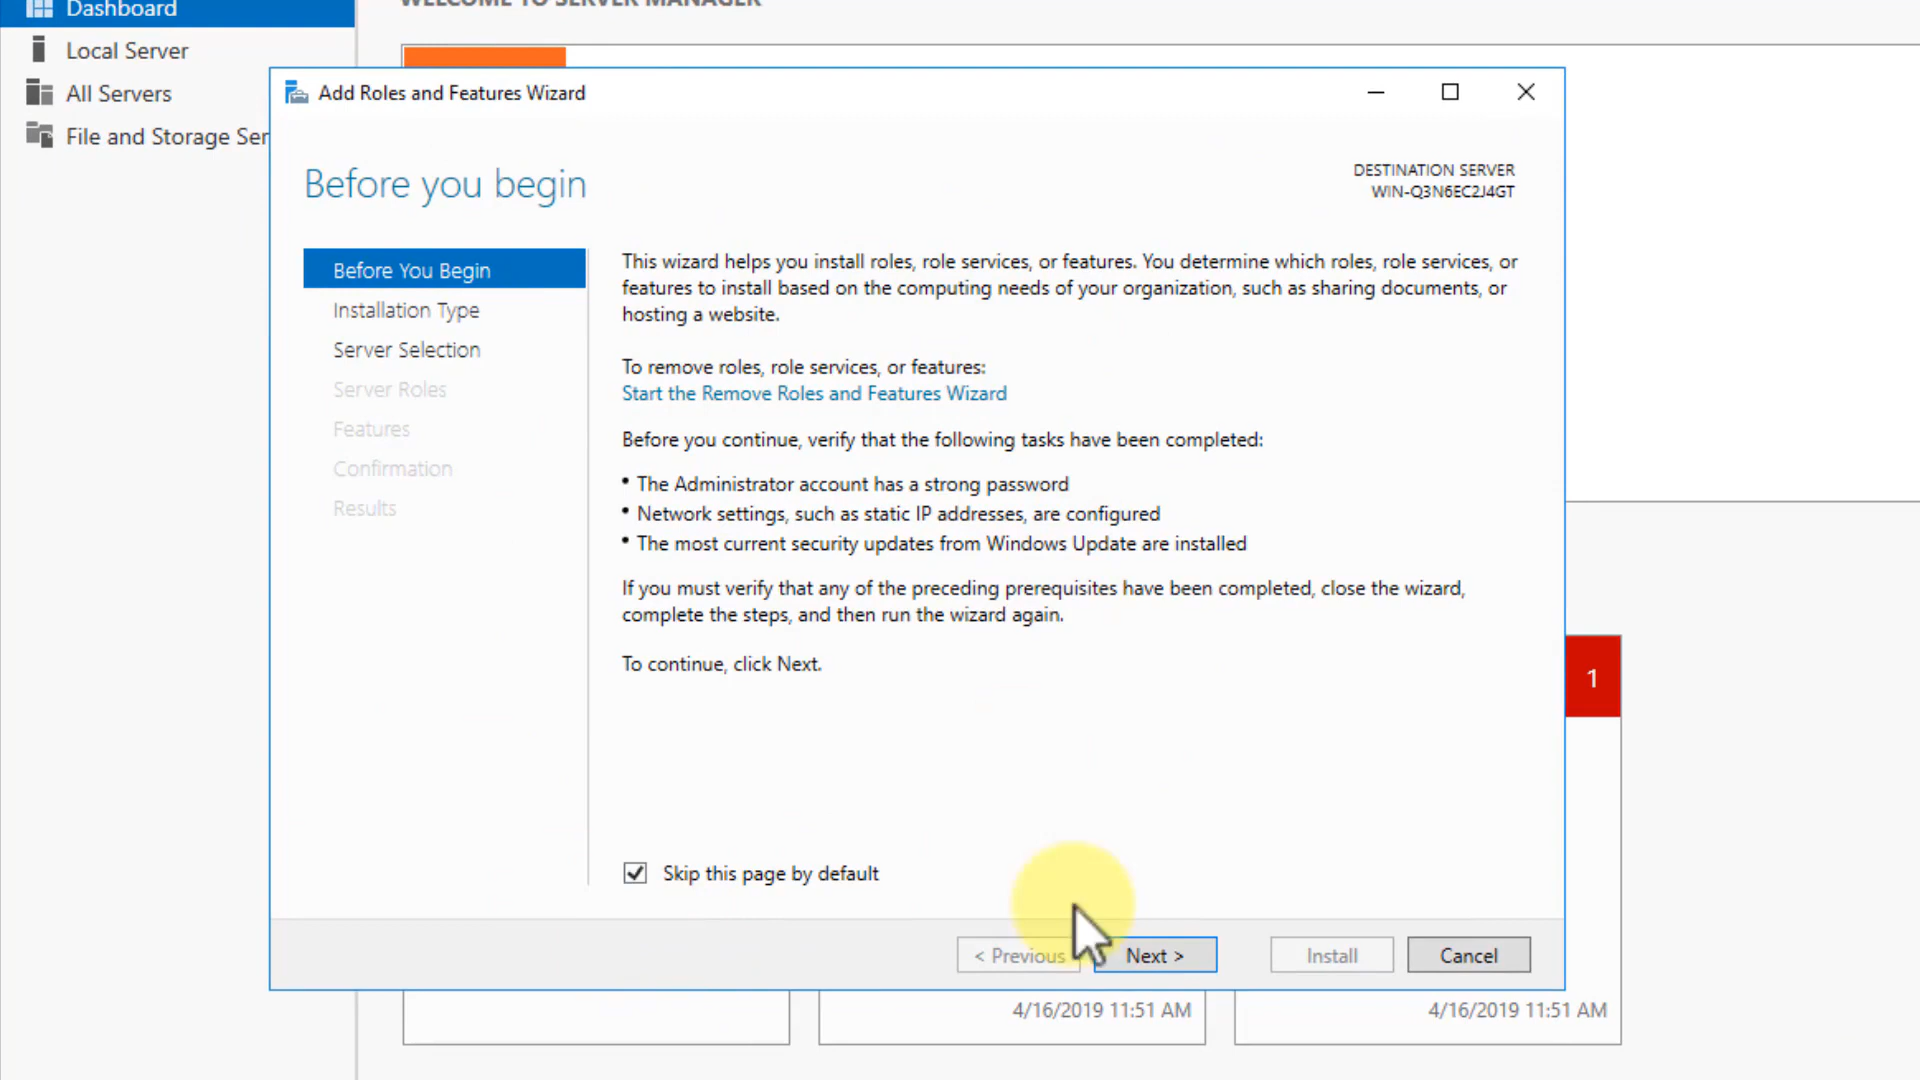 Dashboard
WELCOME TO SERVER MANAGER
Local Server
All Servers
File and Storage Ser
Add Roles and Features Wizard
Before you begin
DESTINATION SERVER
WIN-Q3N6EC2J4GT
Before You Begin
Installation Type
Server Selection
Server Roles
Features
Confirmation
Results
This wizard helps you install roles, role services, or features. You determine which roles, role services, or
features to install based on the computing needs of your organization, such as sharing documents, or
hosting a website.
To remove roles, role services, or features:
Start the Remove Roles and Features Wizard
Before you continue, verify that the following tasks have been completed:
• The Administrator account has a strong password
• Network settings, such as static IP addresses, are configured
• The most current security updates from Windows Update are installed
If you must verify that any of the preceding prerequisites have been completed, close the wizard,
complete the steps, and then run the wizard again.
To continue, click Next.
1
Skip this page by default
< Previous
Next >
Install
Cancel
4/16/2019 11:51 AM
4/16/2019 11:51 AM